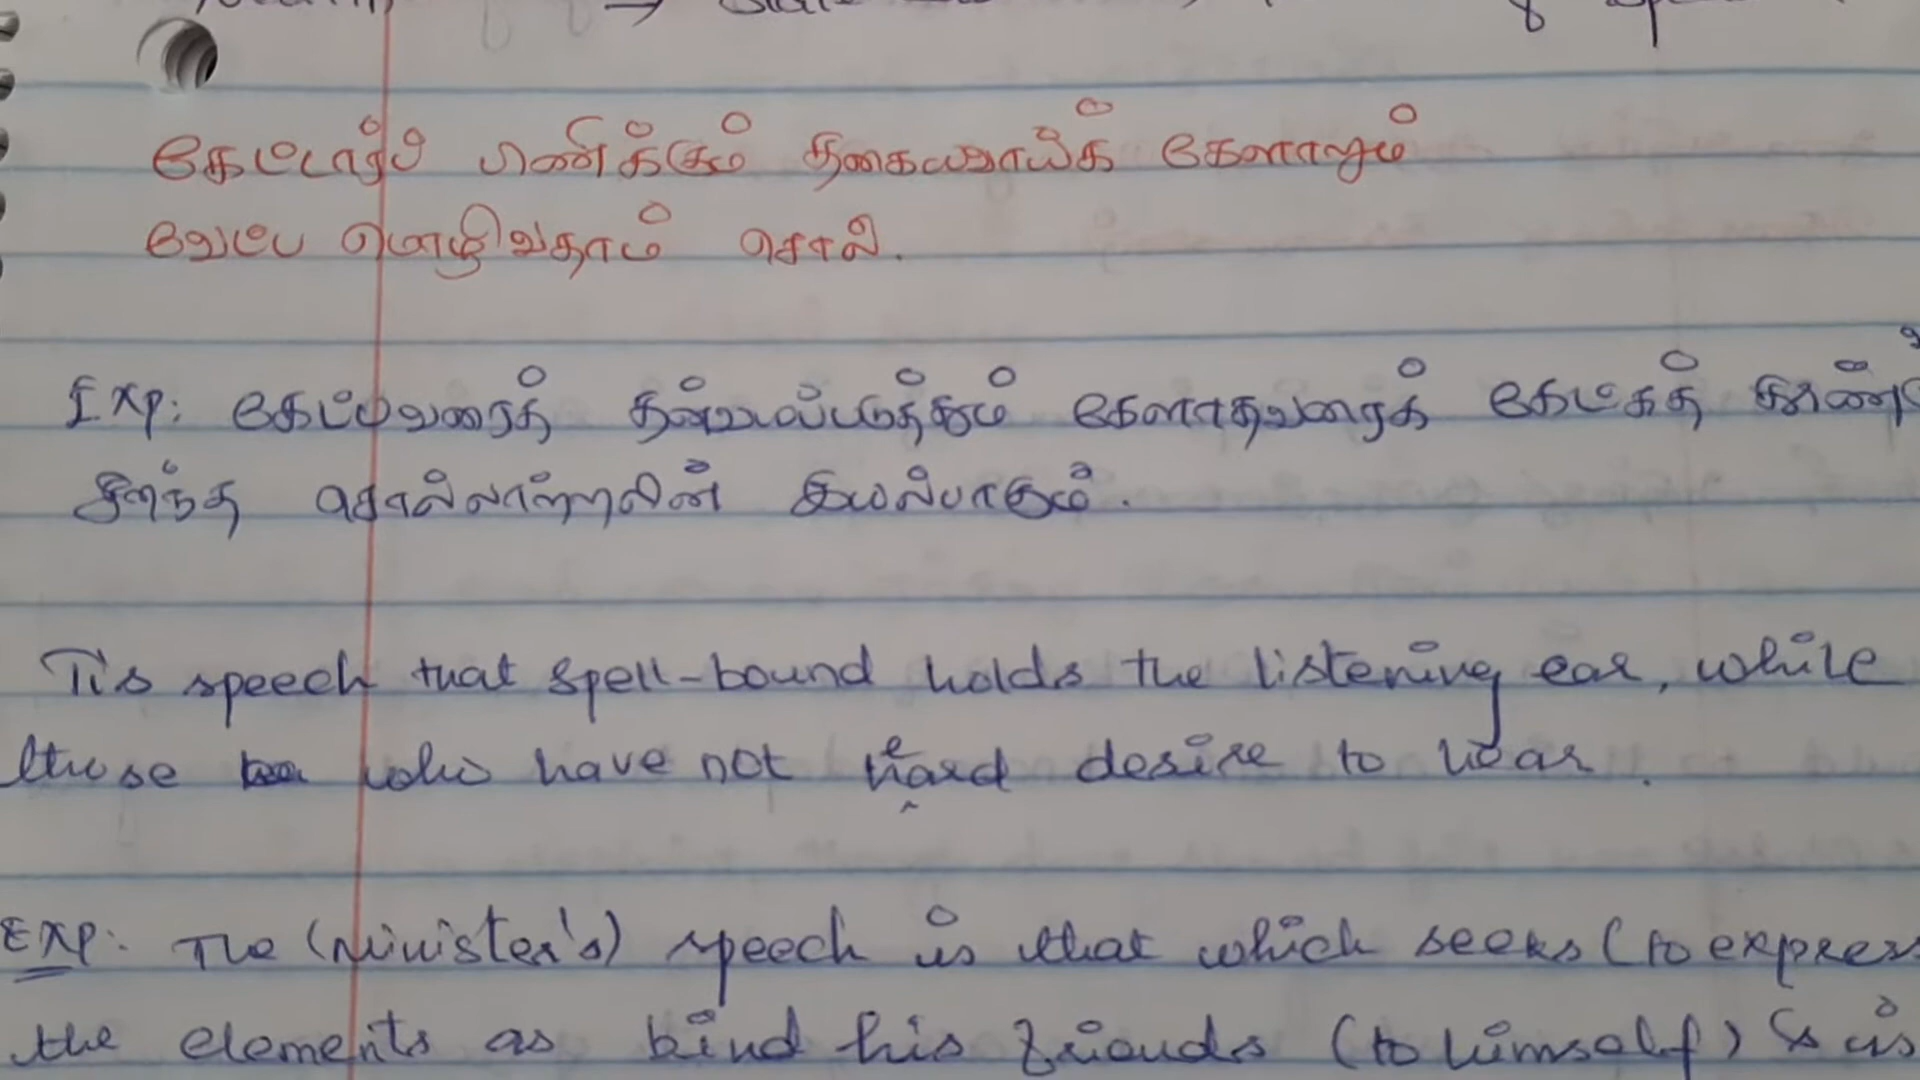 கேட்டார்ப் பிணிக்கும் தகையவாய்க் கேளாரும்
வேட்ப மொழிவதாம் சொல்.
Exp: கேட்டவரைத் தன்வயப்படுத்தும் கேளாதவரைக் கேட்கத்
சிறந்த சொல்லாற்றலின் இயல்பாகும்.
Tis speech that spell-bound holds the listening ear, while
those who have not heard desire to hear.
Exp: The (minister's) speech is that which seeks (to express
the elements as bind his friends (to himself) & is